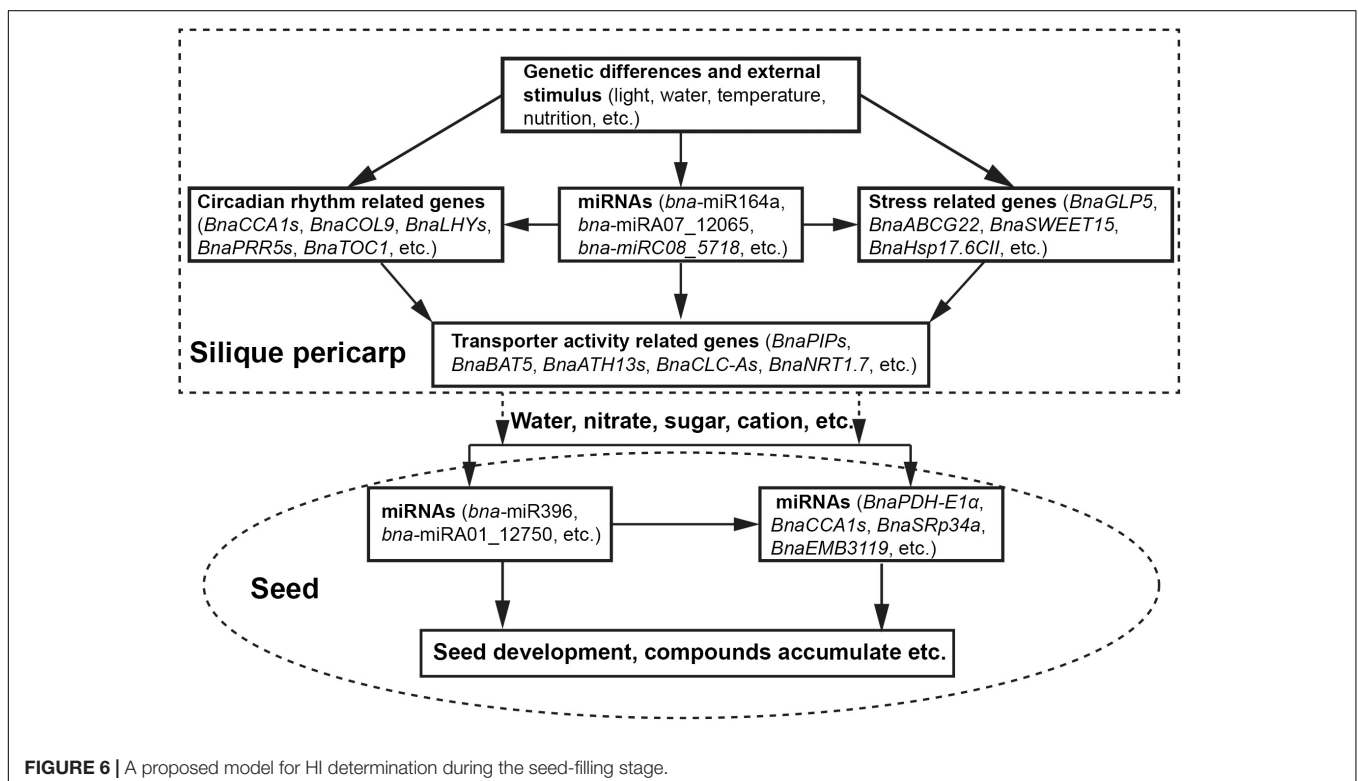 Genetic differences and external
stimulus (light, water, temperature,
nutrition, etc.)
Circadian rhythm related genes
(BnaCCA1s, BnaCOL9, BnaLHYs,
BnaPRR5s, BnaTOC1, etc.)
miRNAs (bna-miR164a,
bna-miRA07_12065,
bna-miRC08_5718, etc.)
Stress related genes (BnaGLP5,
BnaABCG22, BnaSWEET15,
BnaHsp17.6CII, etc.)
Silique pericarp
Transporter activity related genes (BnaPIPs,
BnaBAT5, BnaATH13s, BnaCLC-As, BnaNRT1.7, etc.)
Water, nitrate, sugar, cation, etc.
miRNAs (bna-miR396,
bna-miRA01_12750, etc.)
miRNAs (BnaPDH-E1α,
BnaCCA1s, BnaSRp34a,
BnaEMB3119, etc.)
Seed
Seed development, compounds accumulate etc.
FIGURE 6 | A proposed model for HI determination during the seed-filling stage.